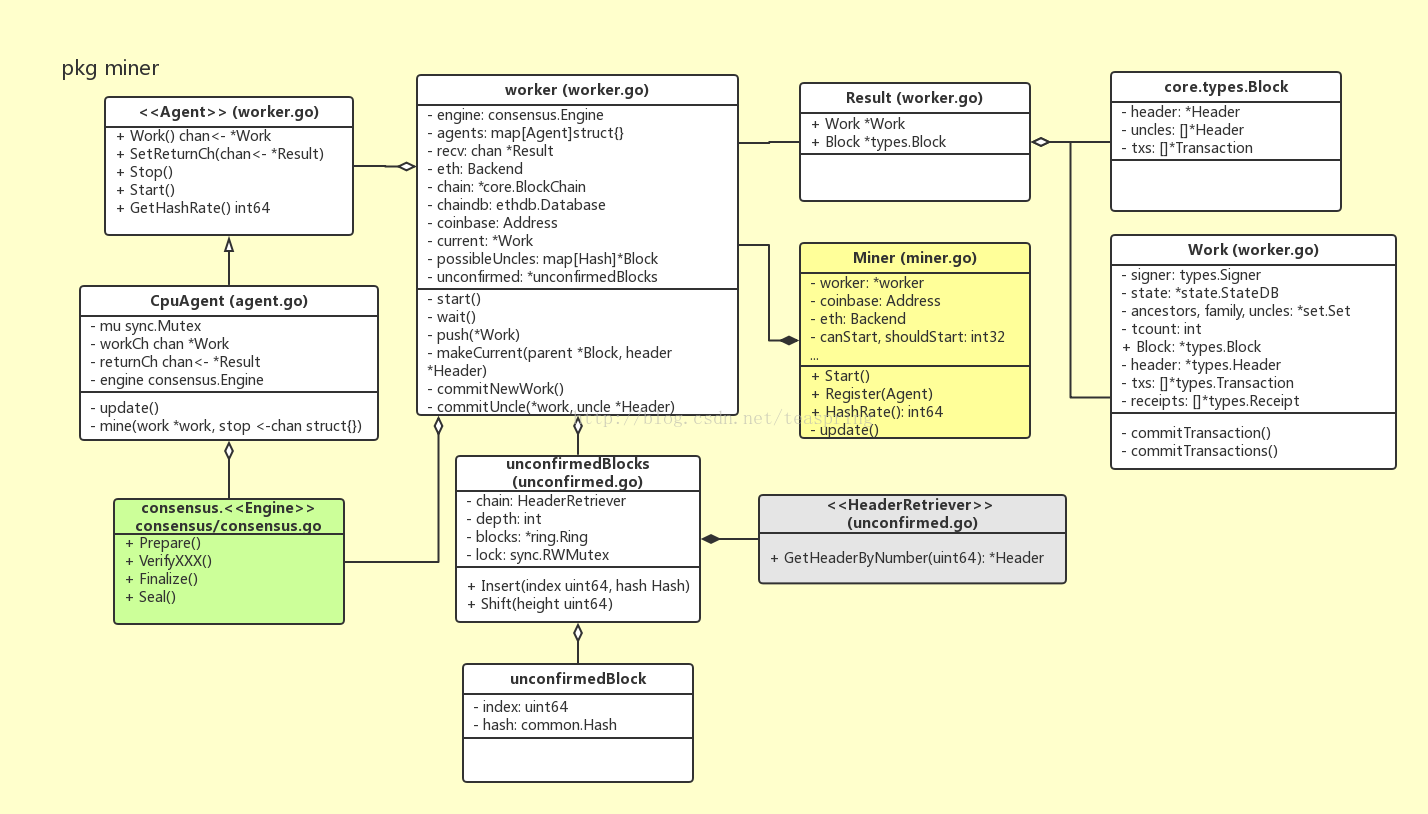 pkg miner
<<Agent>> (worker.go)
+ Work() chan<- *Work
+ SetReturnCh(chan<- *Result)
+ Stop()
+ Start()
+ GetHashRate() int64
worker (worker.go)
- engine: consensus.Engine
- agents: map[Agent]struct{}
- recv: chan *Result
- eth: Backend
- chain: *core.BlockChain
- chaindb: ethdb.Database
- coinbase: Address
- current: *Work
- possibleUncles: map[Hash]*Block
- unconfirmed: *unconfirmedBlocks
- start()
- wait()
- push(*Work)
- makeCurrent(parent *Block, header
*Header)
- commitNewWork()
- commitUncle(*work, uncle *Header)
Result (worker.go)
+ Work *Work
+ Block *types.Block
core.types.Block
- header: *Header
- uncles: []*Header
- txs: []*Transaction
Miner (miner.go)
- worker: *worker
- coinbase: Address
- eth: Backend
- canStart, shouldStart: int32
...
+ Start()
+ Register(Agent)
+ HashRate(): int64
- update()
Work (worker.go)
- signer: types.Signer
- state: *state.StateDB
- ancestors, family, uncles: *set.Set
- tcount: int
+ Block: *types.Block
- header: *types.Header
- txs: []*types.Transaction
- receipts: []*types.Receipt
- commitTransaction()
- commitTransactions()
CpuAgent (agent.go)
- mu sync.Mutex
- workCh chan *Work
- returnCh chan<- *Result
- engine consensus.Engine
- update()
- mine(work *work, stop <-chan struct{})
http://blog.csdn.net/teaspring
consensus.<<Engine>>
consensus/consensus.go
+ Prepare()
+ VerifyXXX()
+ Finalize()
+ Seal()
unconfirmedBlocks
(unconfirmed.go)
- chain: HeaderRetriever
- depth: int
- blocks: *ring.Ring
- lock: sync.RWMutex
+ Insert(index uint64, hash Hash)
+ Shift(height uint64)
<<HeaderRetriever>>
(unconfirmed.go)
+ GetHeaderByNumber(uint64): *Header
unconfirmedBlock
- index: uint64
- hash: common.Hash